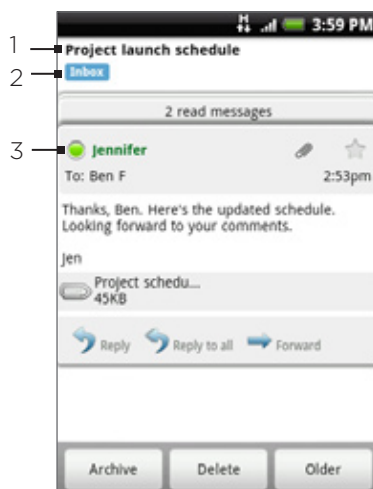 3:59 PM
1
Project launch schedule
2
Inbox
2 read messages
3
Jennifer
To: Ben F
2:53pm
Thanks, Ben. Here's the updated schedule.
Looking forward to your comments.
Jen
Project schedu...
45KB
Reply
Reply to all
Forward
Archive
Delete
Older